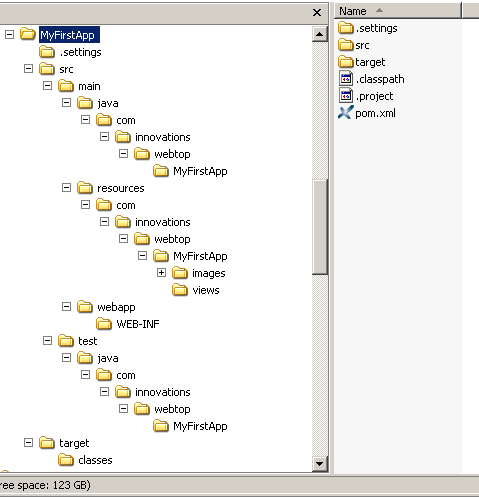 MyFirstApp
.settings
src
main
java
com
innovations
webtop
MyFirstApp
resources
com
innovations
webtop
MyFirstApp
images
views
webapp
WEB-INF
test
java
com
innovations
webtop
MyFirstApp
target
classes
ree space: 123 GB)
Name
.settings
src
target
.classpath
.project
pom.xml